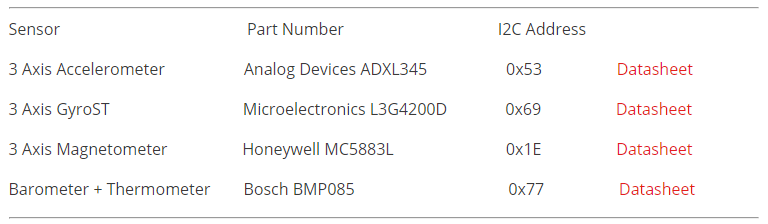 Sensor Part Number I2C Address
3 Axis Accelerometer Analog Devices ADXL345 0x53 Datasheet
3 Axis GyroST Microelectronics L3G4200D 0x69 Datasheet
3 Axis Magnetometer Honeywell MC5883L 0x1E Datasheet
Barometer + Thermometer Bosch BMP085 0x77 Datasheet